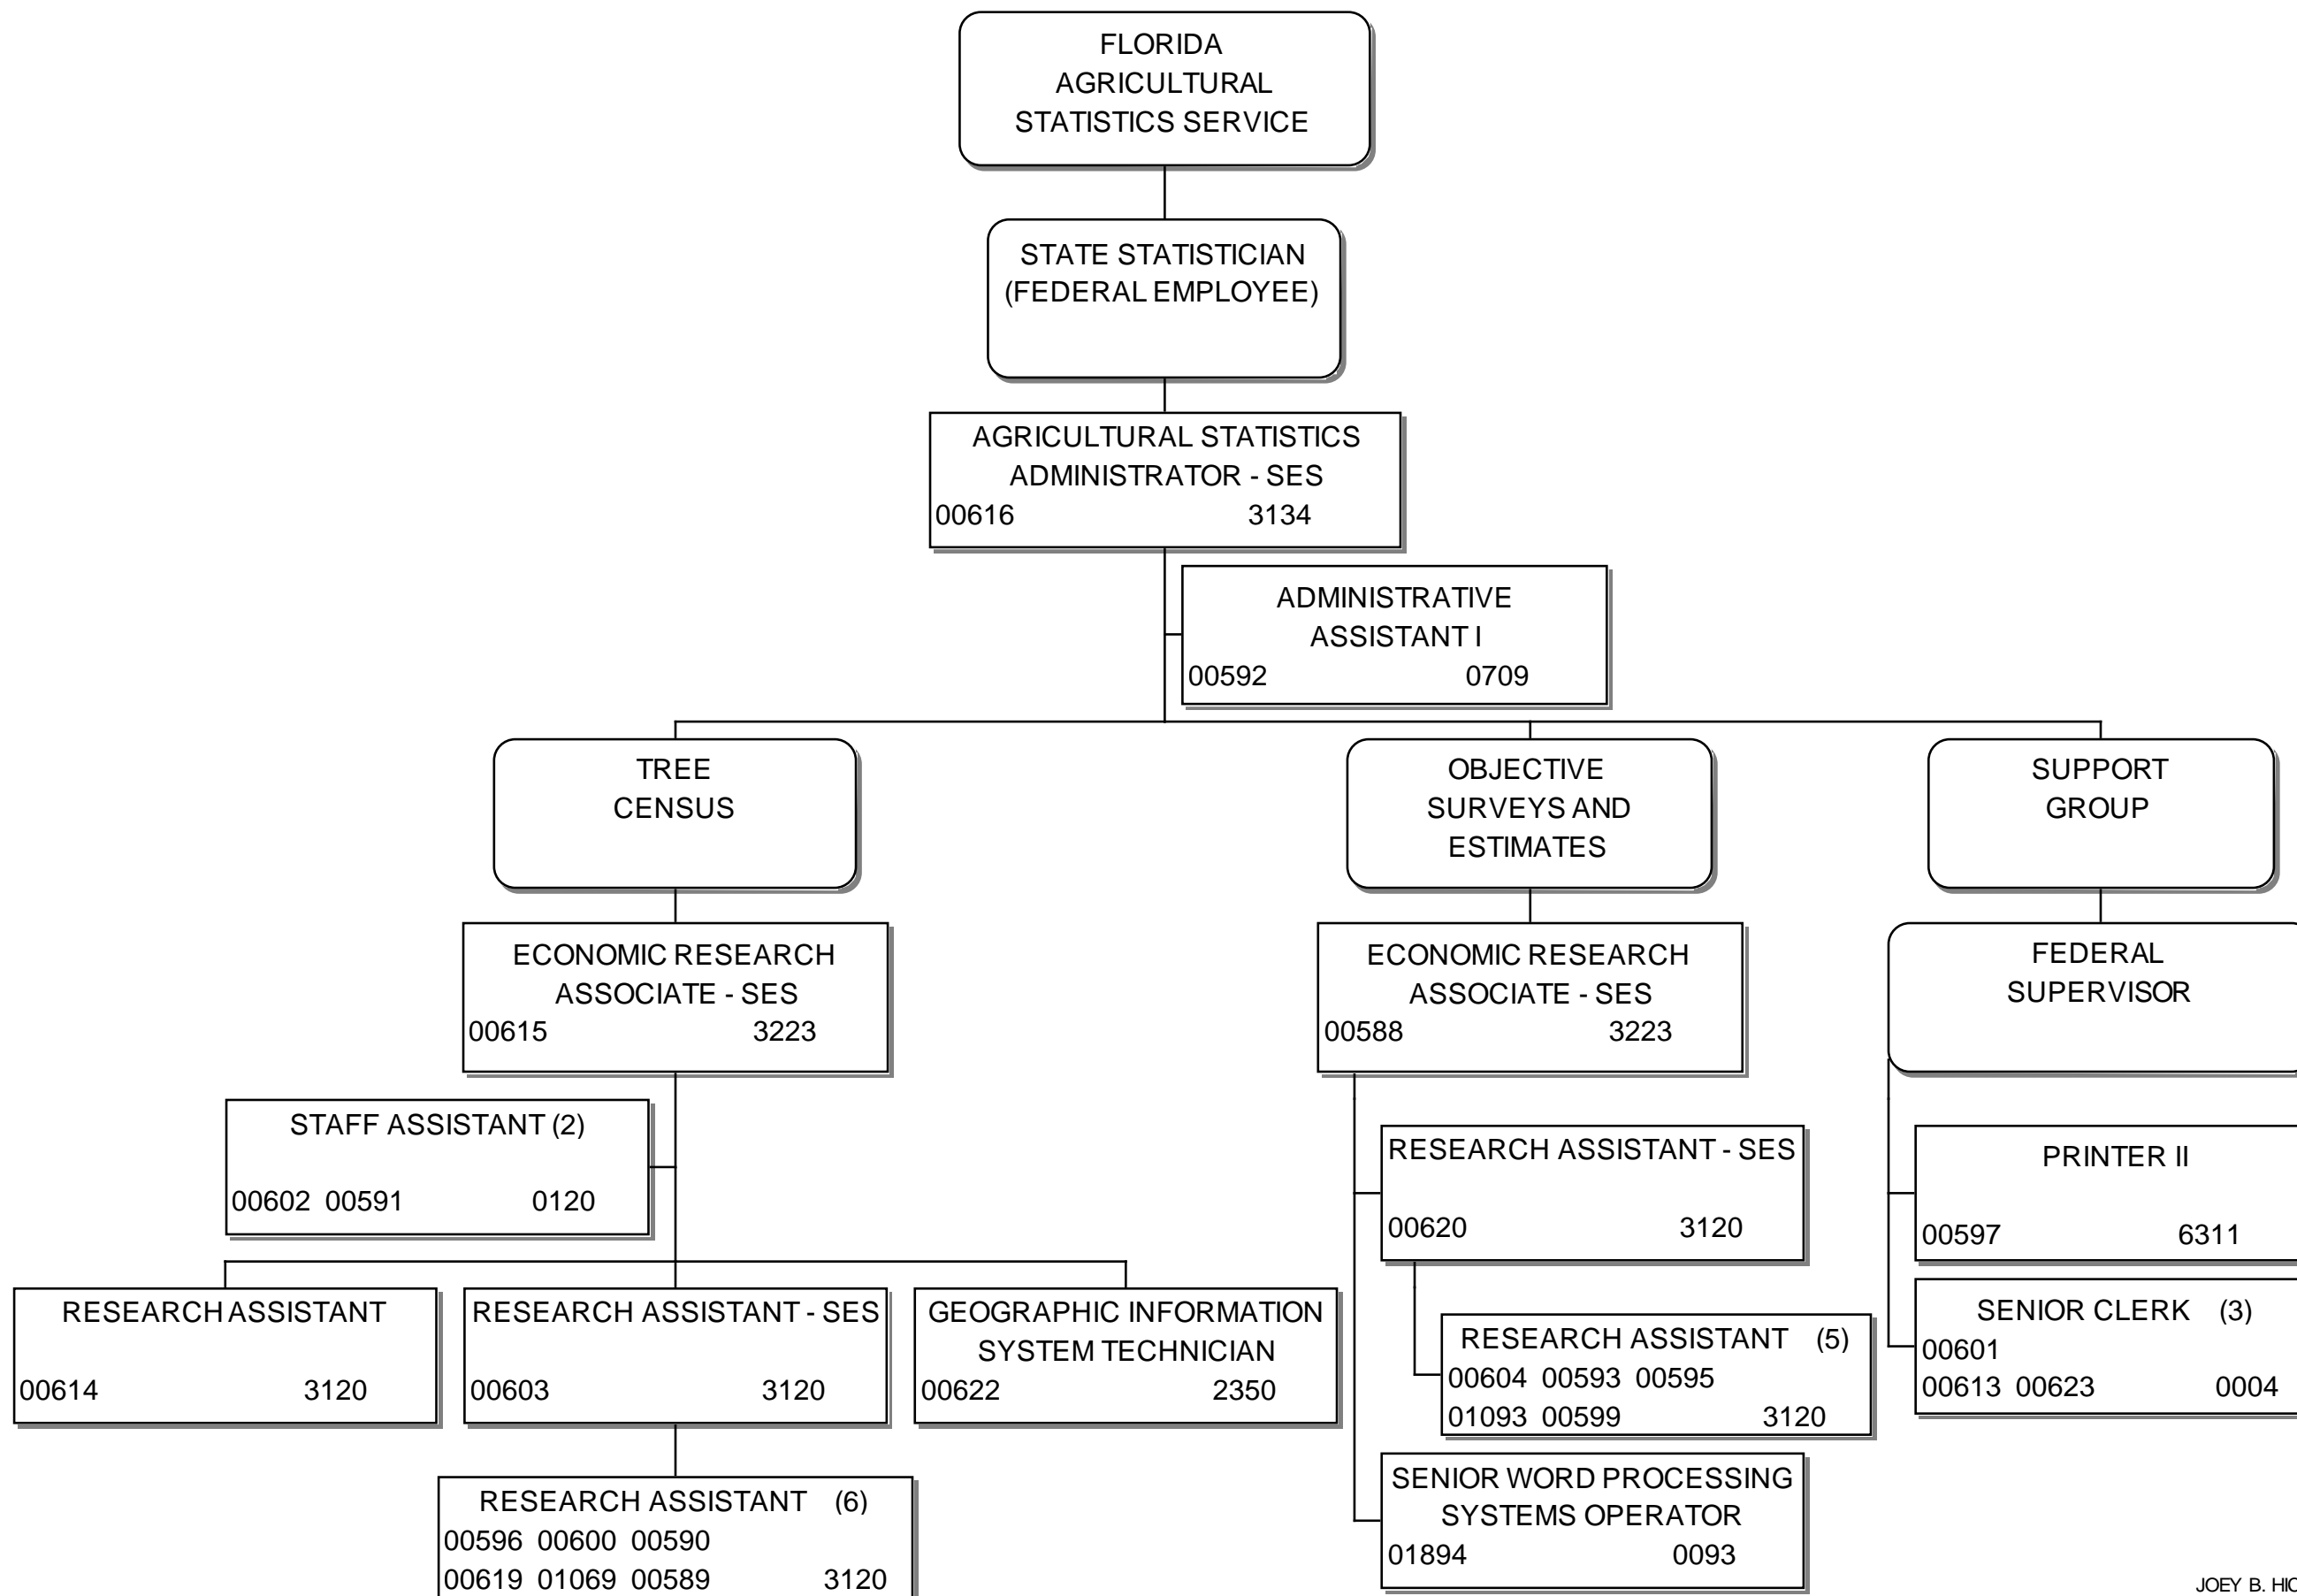 FLORIDA
AGRICULTURAL
STATISTICS SERVICE
STATE STATISTICIAN
(FEDERAL EMPLOYEE)
AGRICULTURAL STATISTICS
ADMINISTRATOR - SES
00616 3134
ADMINISTRATIVE
ASSISTANT I
00592 0709
TREE
CENSUS
OBJECTIVE
SURVEYS AND
ESTIMATES
SUPPORT
GROUP
ECONOMIC RESEARCH
ASSOCIATE - SES
00615 3223
ECONOMIC RESEARCH
ASSOCIATE - SES
00588 3223
FEDERAL
SUPERVISOR
STAFF ASSISTANT (2)
00602 00591 0120
RESEARCH ASSISTANT - SES
00620 3120
PRINTER II
00597 6311
RESEARCH ASSISTANT
00614 3120
RESEARCH ASSISTANT - SES
00603 3120
GEOGRAPHIC INFORMATION
SYSTEM TECHNICIAN
00622 2350
RESEARCH ASSISTANT (5)
00604 00593 00595
01093 00599 3120
SENIOR CLERK (3)
00601
00613 00623 0004
RESEARCH ASSISTANT (6)
00596 00600 00590
00619 01069 00589 3120
SENIOR WORD PROCESSING
SYSTEMS OPERATOR
01894 0093
JOEY B.